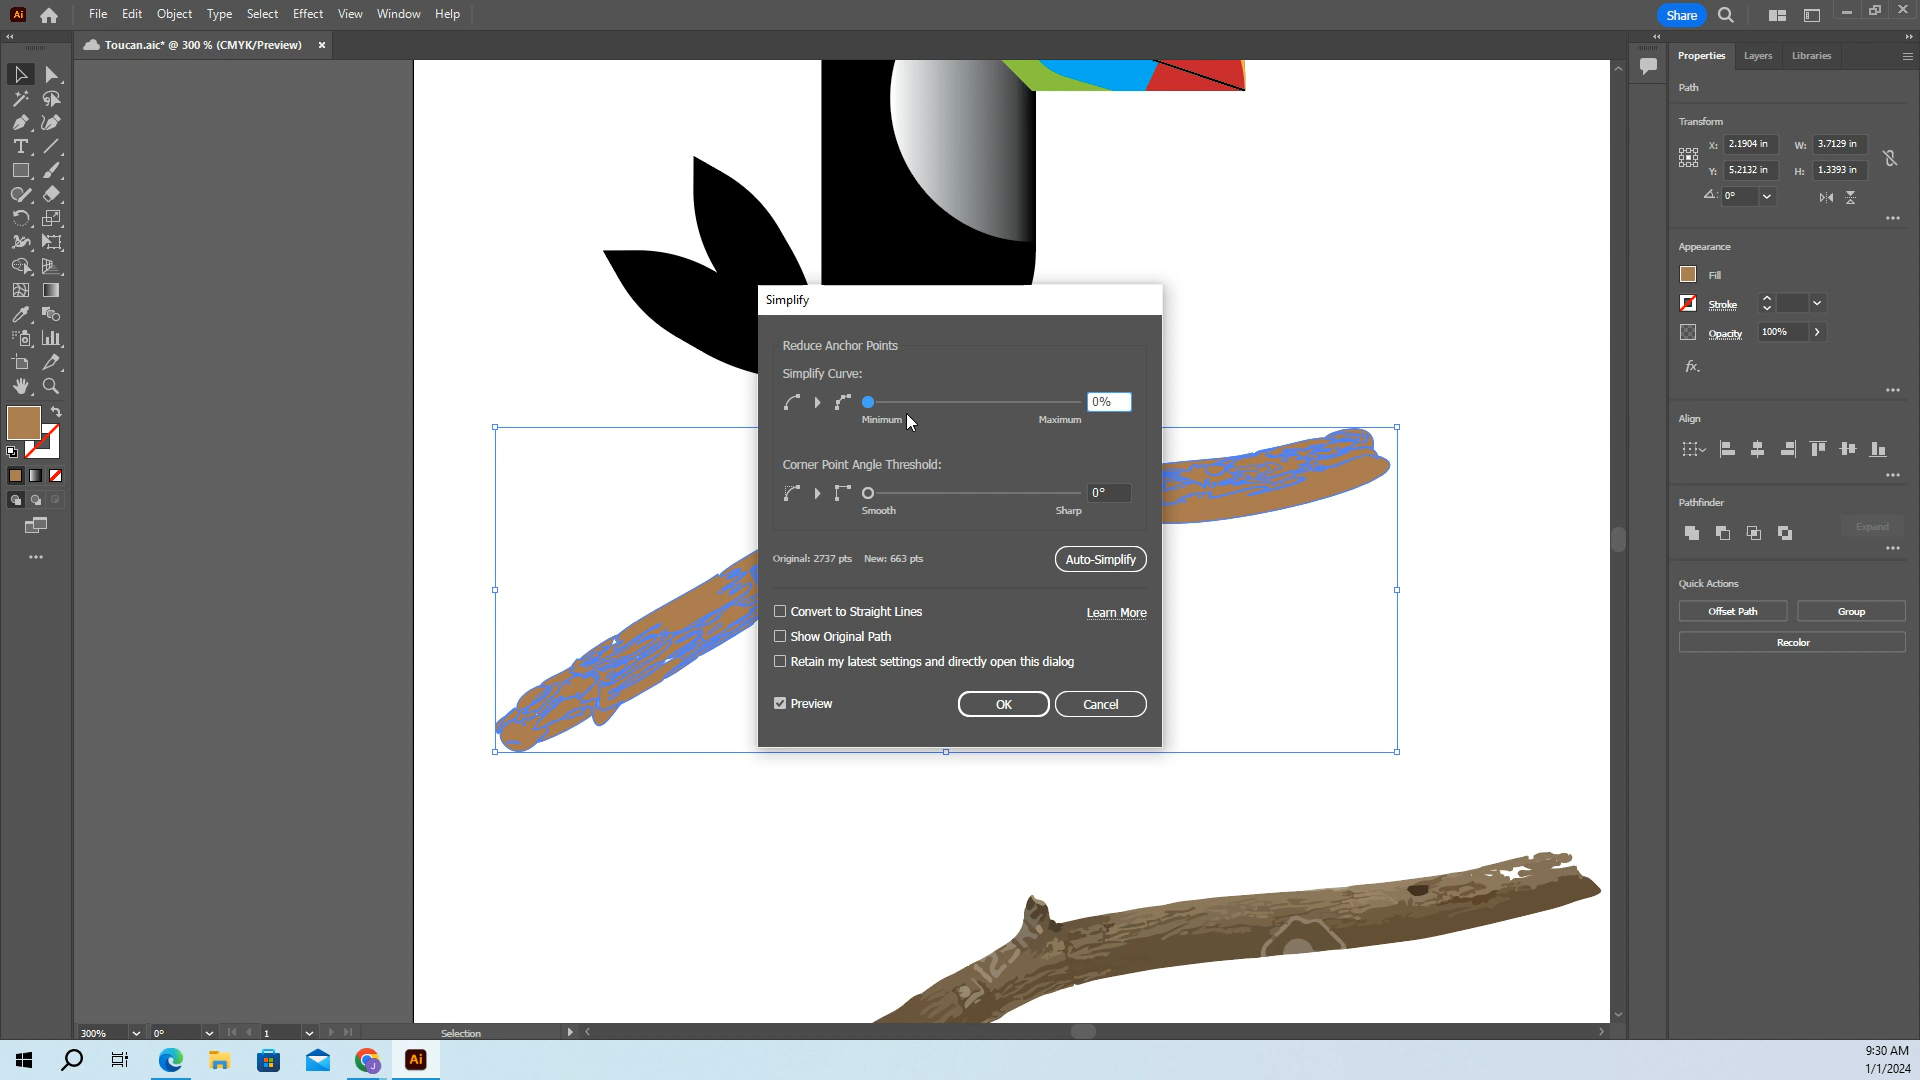 Ai File Edit Object Type Select Effect View Window Help Share
Toucan.aic* @ 300 % (CMYK/Preview) ×
Properties Layers Libraries
Path
Transform
X: 2.1904 in W: 3.7129 in
Y: 5.2132 in H: 1.3393 in
0°
Appearance
Fill
Stroke
Opacity 100%
fx.
Align
Pathfinder
Expand
Quick Actions
Offset Path Group
Recolor
Simplify
Reduce Anchor Points
Simplify Curve:
0%
Minimum Maximum
Corner Point Angle Threshold:
0°
Smooth Sharp
Original: 2737 pts New: 663 pts Auto-Simplify
Convert to Straight Lines Learn More
Show Original Path
Retain my latest settings and directly open this dialog
Preview OK Cancel
123RF
300% 0° 1 Selection
Ai
9:30 AM
1/1/2024